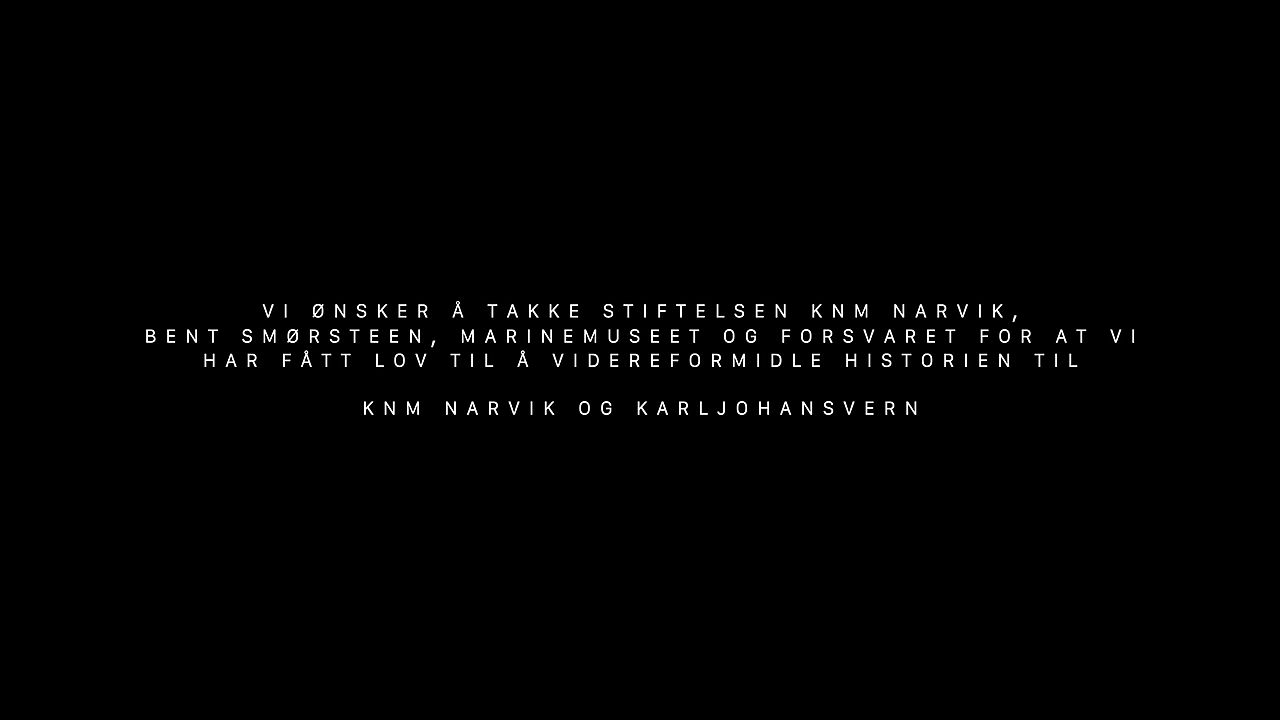 VI ØNSKER Å TAKKE STIFTELSEN KNM NARVIK,
BENT SMØRSTEEN, MARINEMUSEET OG FORSVARET FOR AT VI
HAR FÅTT LOV TIL Å VIDEREFORMIDLE HISTORIEN TIL
KNM NARVIK OG KARLJOHANSVERN